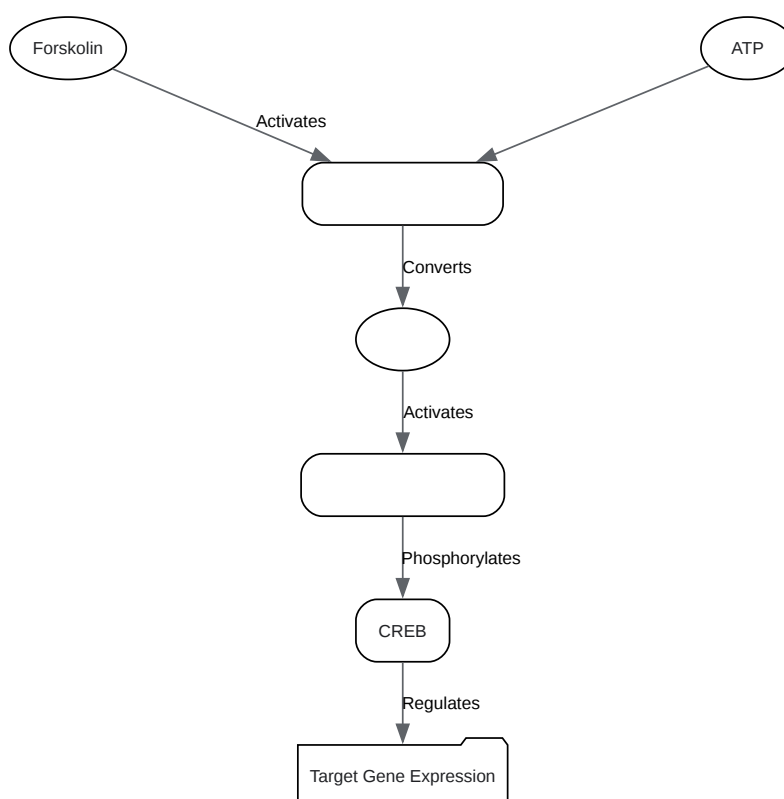 Forskolin
ATP
Activates
Converts
Activates
Phosphorylates
CREB
Regulates
Target Gene Expression